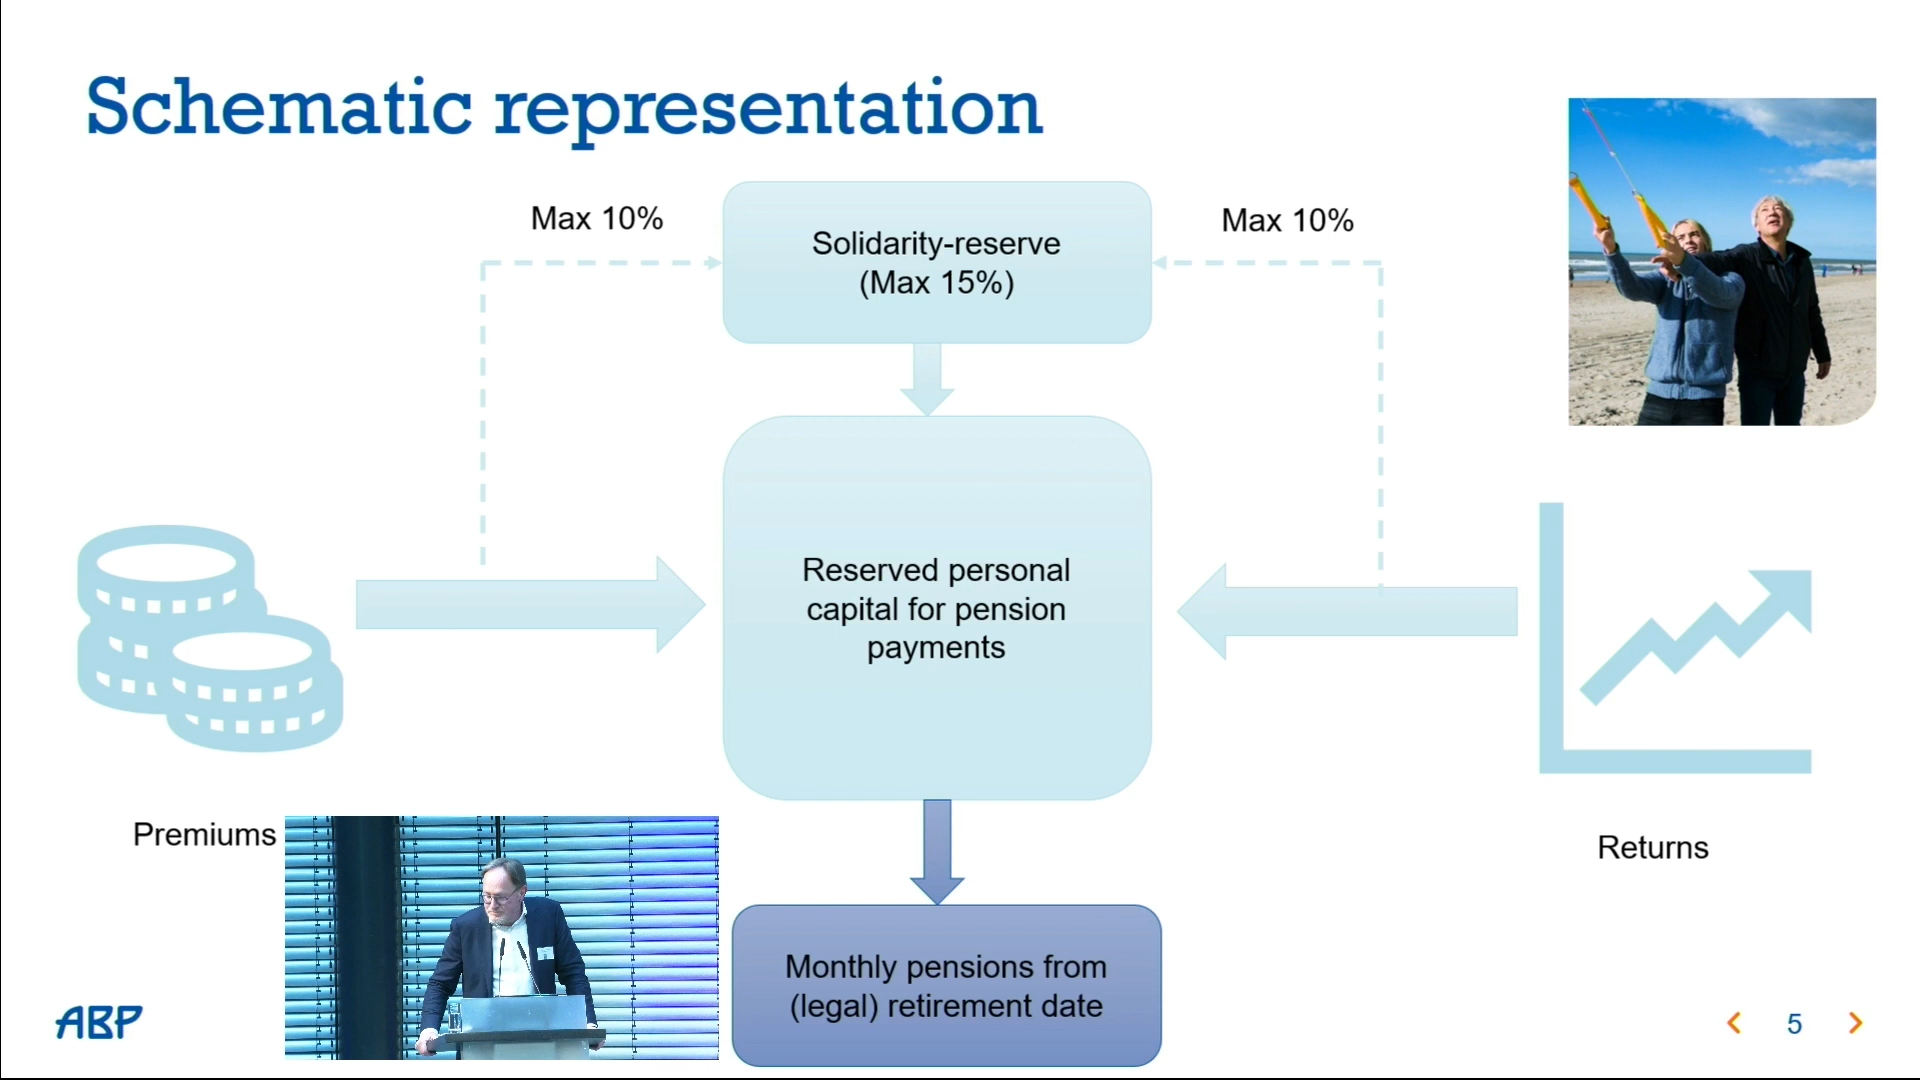 Schematic representation
Max 10%
Solidarity-reserve
(Max 15%)
Max 10%
Reserved personal
capital for pension
payments
Premiums
Returns
Monthly pensions from
(legal) retirement date
ABP
5